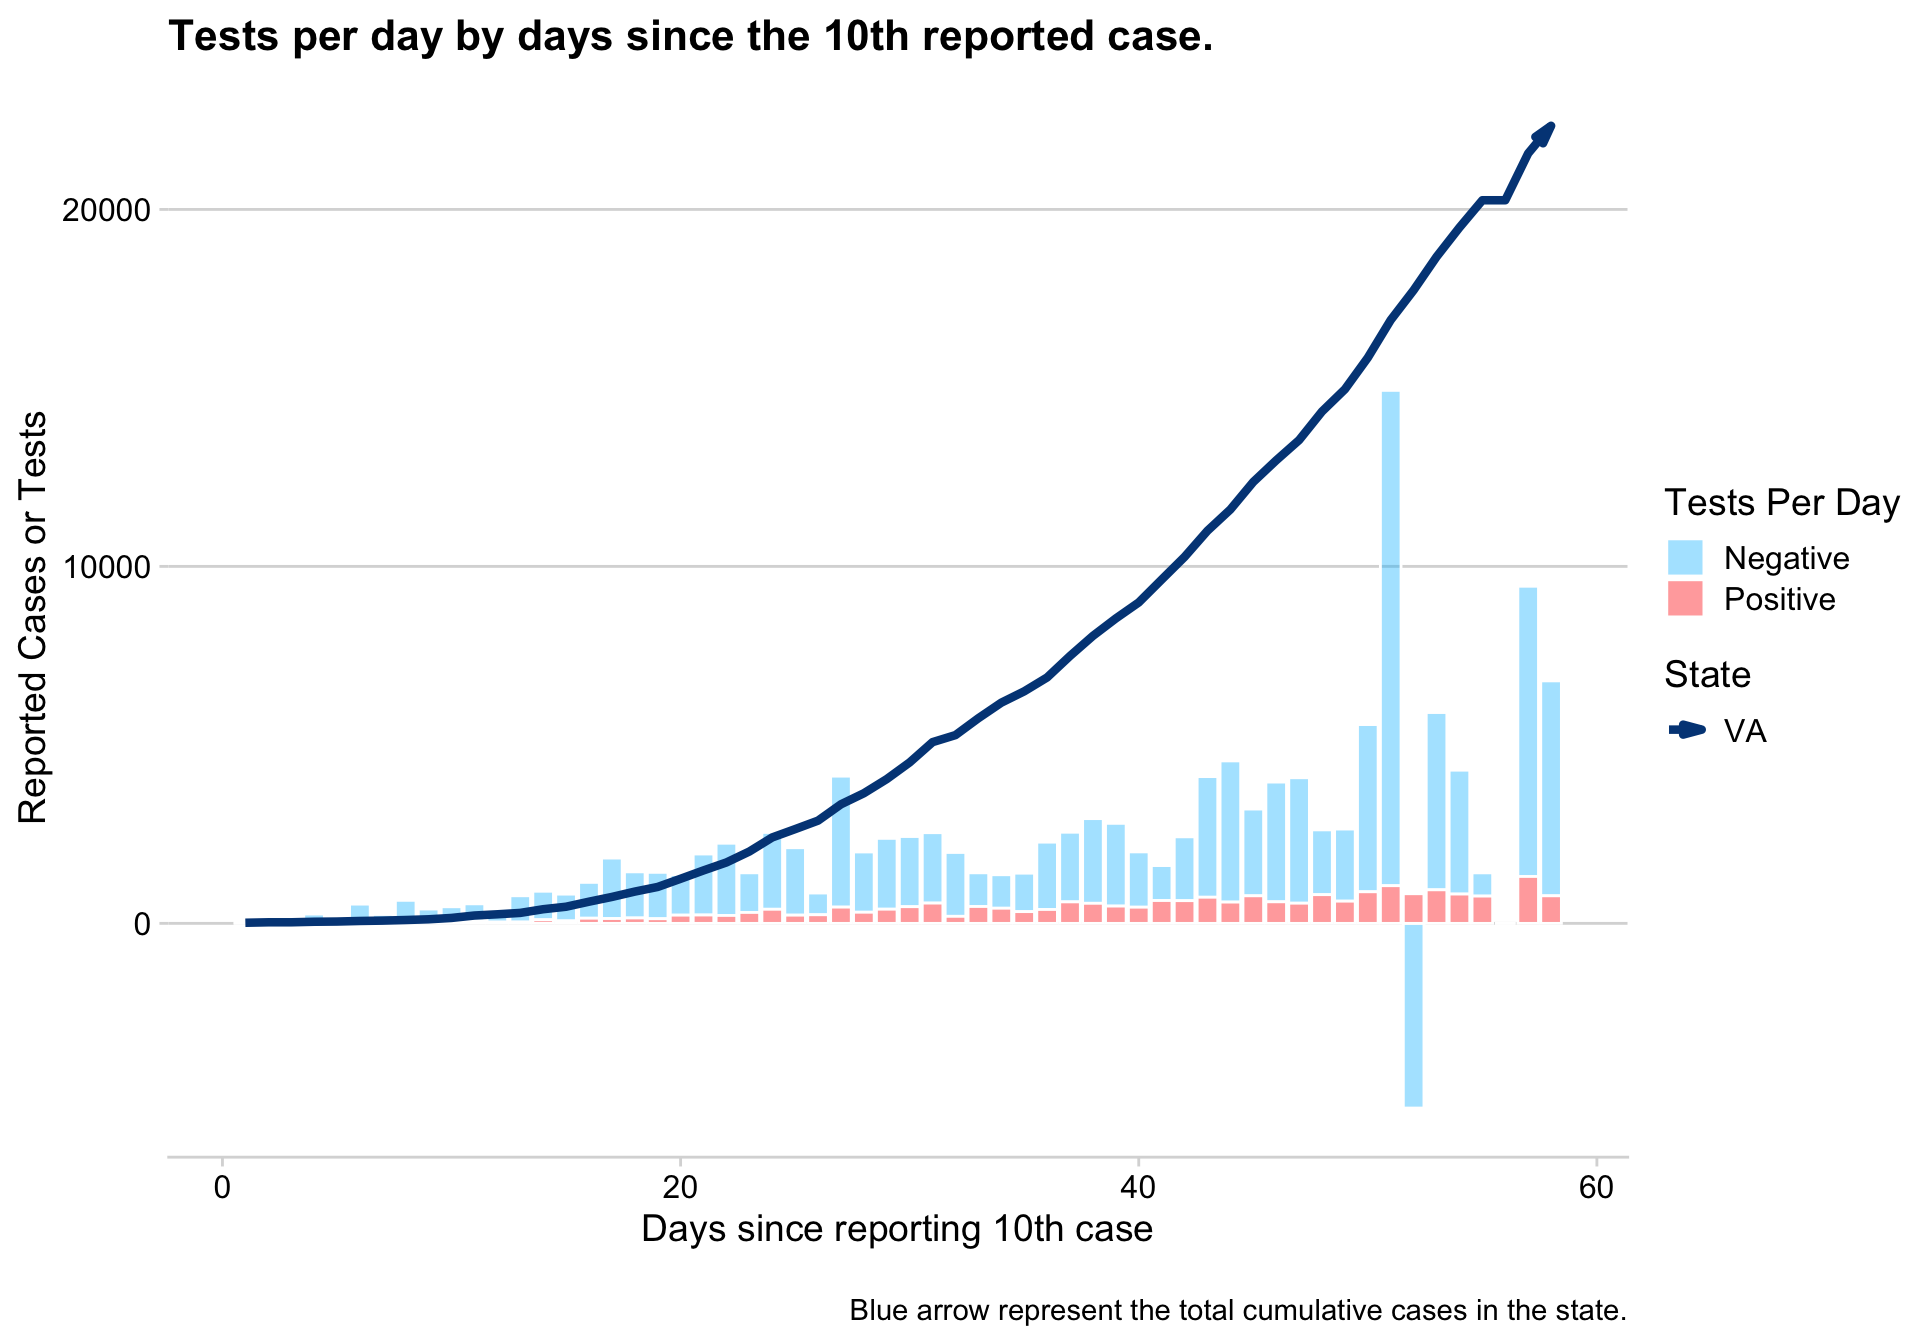 Tests per day by days since the 10th reported case.
Reported Cases or Tests
20000
10000
0
0
20
40
60
Days since reporting 10th case
Tests Per Day
Negative
Positive
State
VA
Blue arrow represent the total cumulative cases in the state.